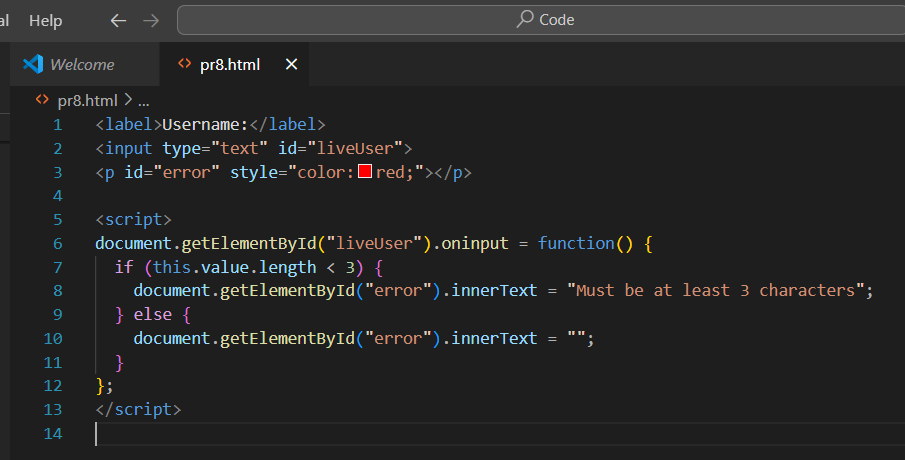 al Help ← → Code
Welcome pr8.html ×
pr8.html > ...
1 <label>Username:</label>
2 <input type="text" id="liveUser">
3 <p id="error" style="color:red;"></p>
4
5 <script>
6 document.getElementById("liveUser").oninput = function() {
7   if (this.value.length < 3) {
8     document.getElementById("error").innerText = "Must be at least 3 characters";
9   } else {
10     document.getElementById("error").innerText = "";
11   }
12 };
13 </script>
14